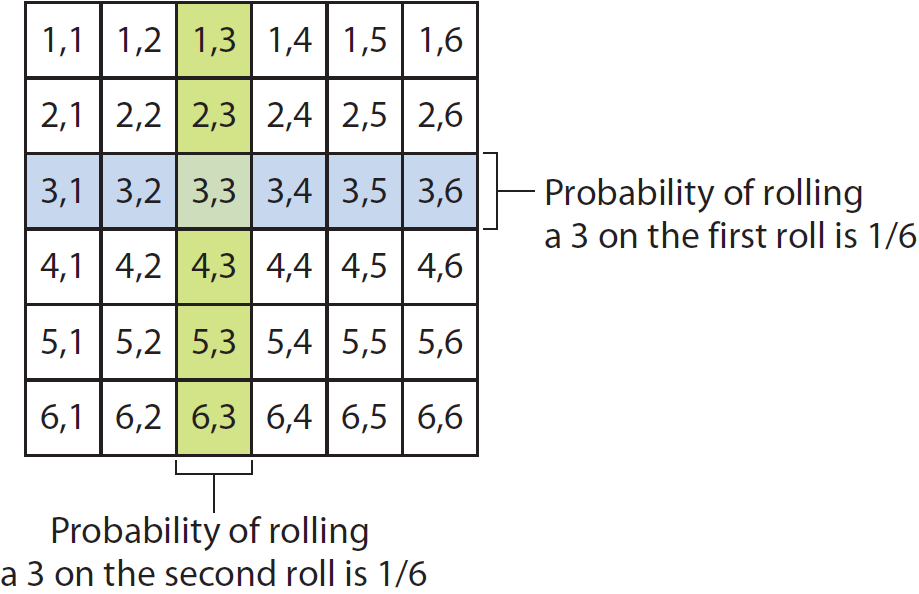 1,1 1,2 1,3 1,4 1,5 1,6
2,1 2,2 2,3 2,4 2,5 2,6
3,1 3,2 3,3 3,4 3,5 3,6
Probability of rolling
a 3 on the first roll is 1/6
4,1 4,2 4,3 4,4 4,5 4,6
5,1 5,2 5,3 5,4 5,5 5,6
6,1 6,2 6,3 6,4 6,5 6,6
Probability of rolling
a 3 on the second roll is 1/6